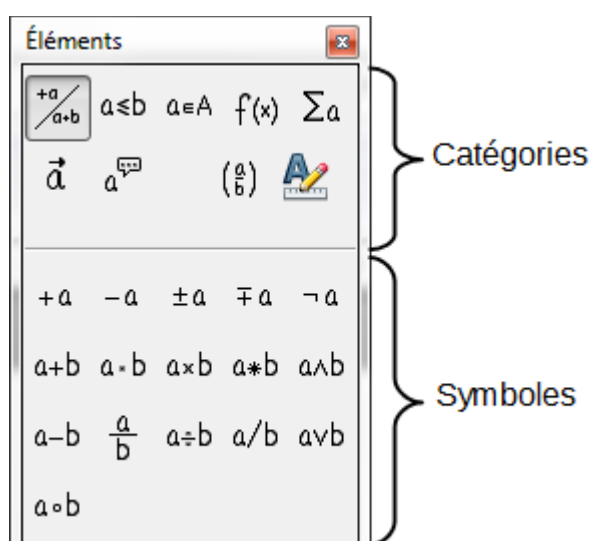 Éléments
+a/a+b a≤b a∈A f(x) Σa
a⃗ a (a/b) A
Catégories
+a −a ±a ∓a ¬a
a+b a·b a×b a∗b a∧b
Symboles
a−b a/b a÷b a/b a∨b
a∘b